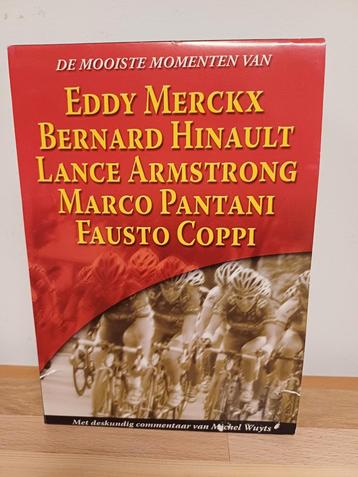 DE MOOISTE MOMENTEN VAN
EDDY MERCKX
BERNARD HINAULT
LANCE ARMSTRONG
MARCO PANTANI
FAUSTO COPPI
Met deskundig commentaar van Michel Wuyts